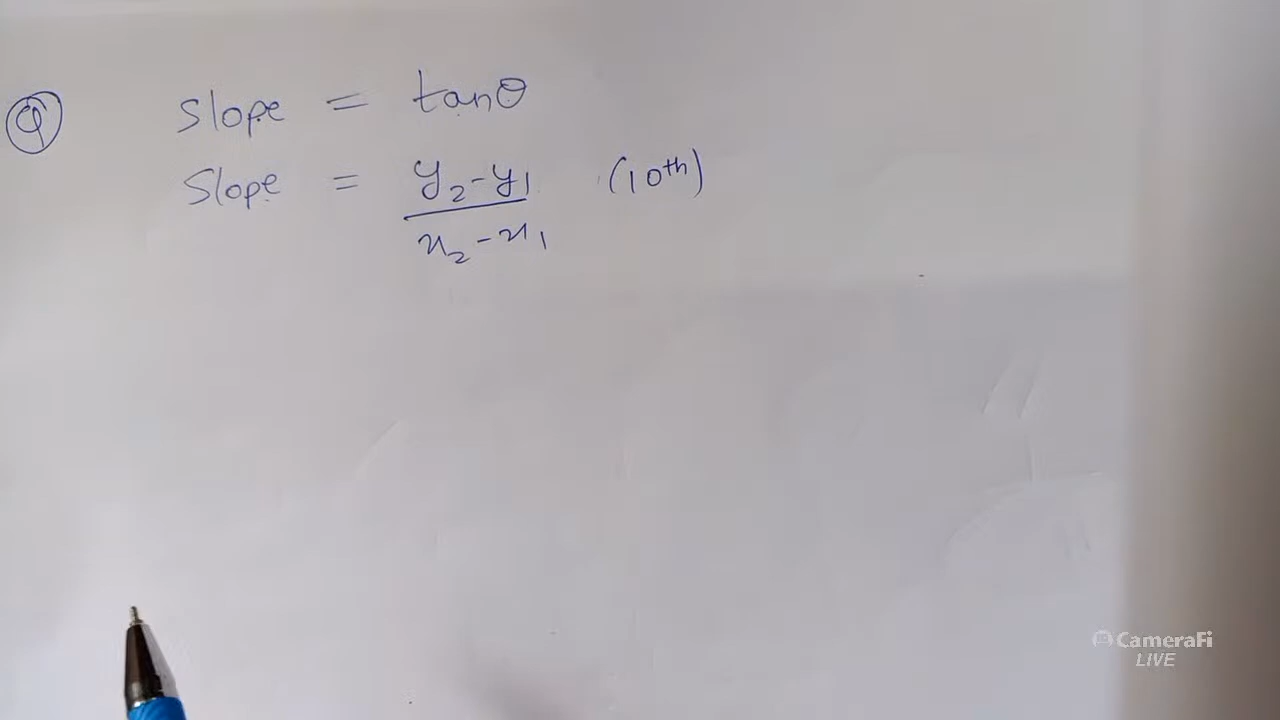 Q slope = tanθ
Slope = y₂-y₁ (10th)
x₂-x₁
CameraFi
LIVE